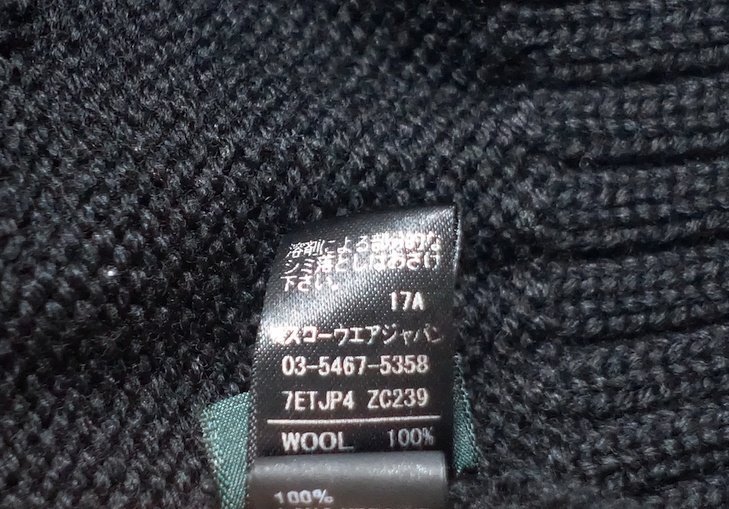 溶剤による部分的な
シミ落としはおさけ
下さい。
17A
スコーウエアジャパン
03-5467-5358
7ETJP4 ZC239
WOOL 100%
100%